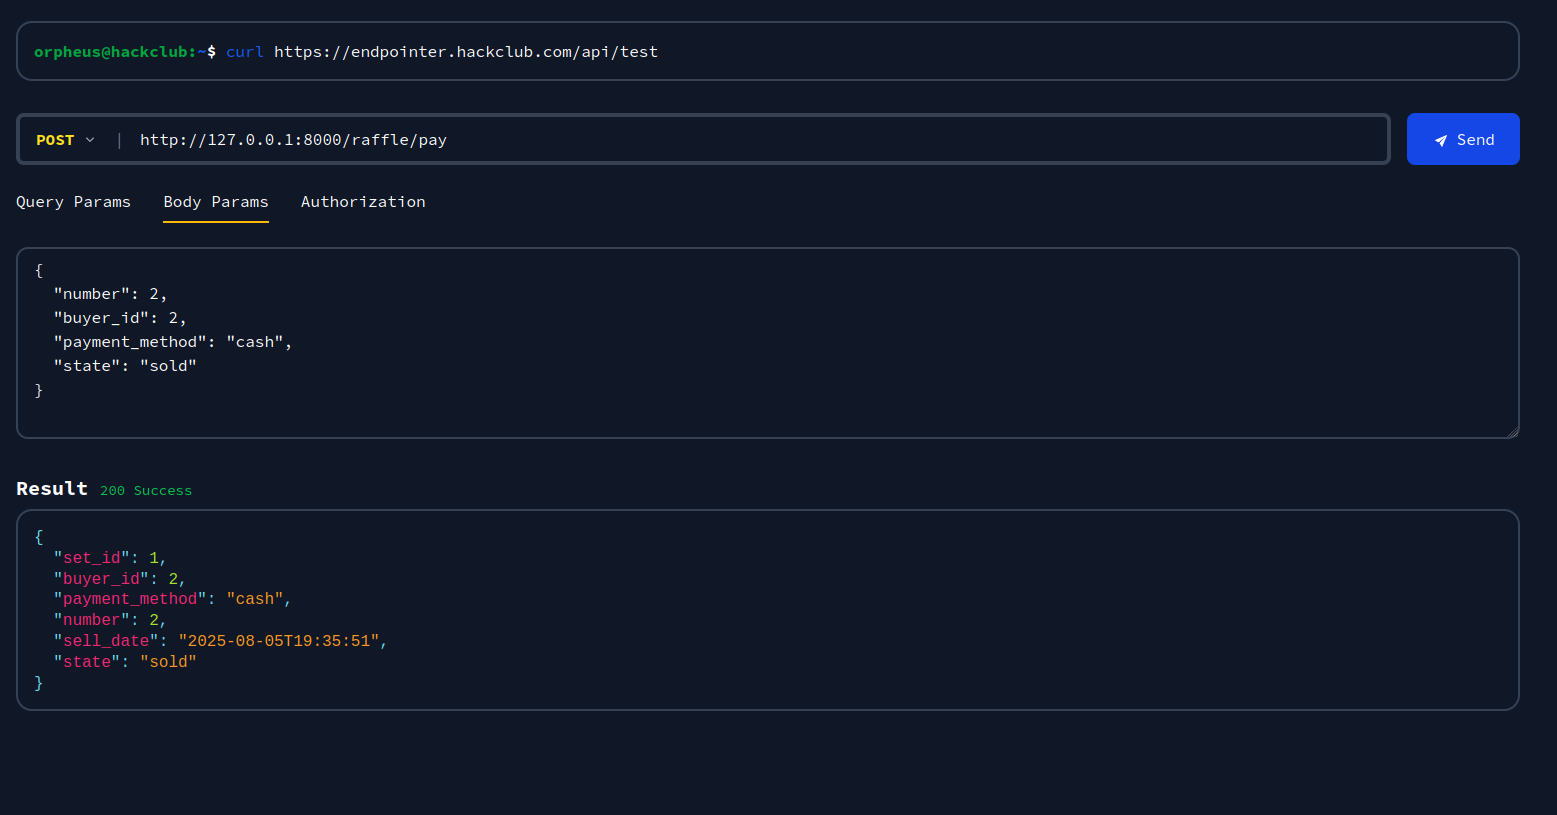 orpheus@hackclub:~$ curl https://endpointer.hackclub.com/api/test
POST | http://127.0.0.1:8000/raffle/pay Send
Query Params Body Params Authorization
{
  "number": 2,
  "buyer_id": 2,
  "payment_method": "cash",
  "state": "sold"
}
Result 200 Success
{
  "set_id": 1,
  "buyer_id": 2,
  "payment_method": "cash",
  "number": 2,
  "sell_date": "2025-08-05T19:35:51",
  "state": "sold"
}